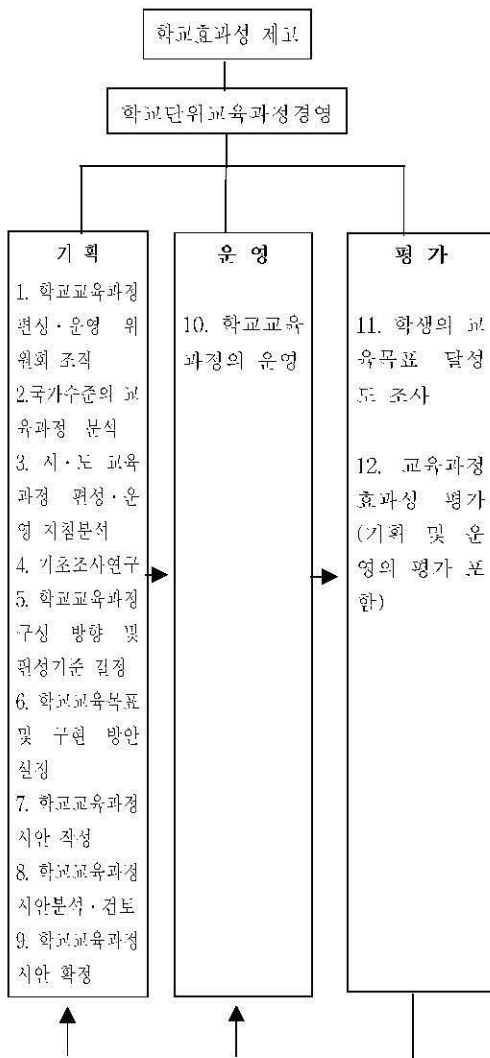 학교효과성 제고
학교단위교육과정경영
기 획
1. 학교교육과정
편성·운영 위
원회 조직
2.국가수준의 교
육과정 분석
3. 시·도 교육
과정 편성·운
영 지침분석
4. 기초조사연구
5. 학교교육과정
구성 방향 및
편성기준 결정
6. 학교교육목표
및 구현 방안
설정
7. 학교교육과정
시안 작성
8. 학교교육과정
시안분석·검토
9. 학교교육과정
시안 확정
운 영
10. 학교교육
과정의 운영
평 가
11. 학생의 교
육목표 달성
도 조사
12. 교육과정
효과성 평가
(기획 및 운
영의 평가 포
함)